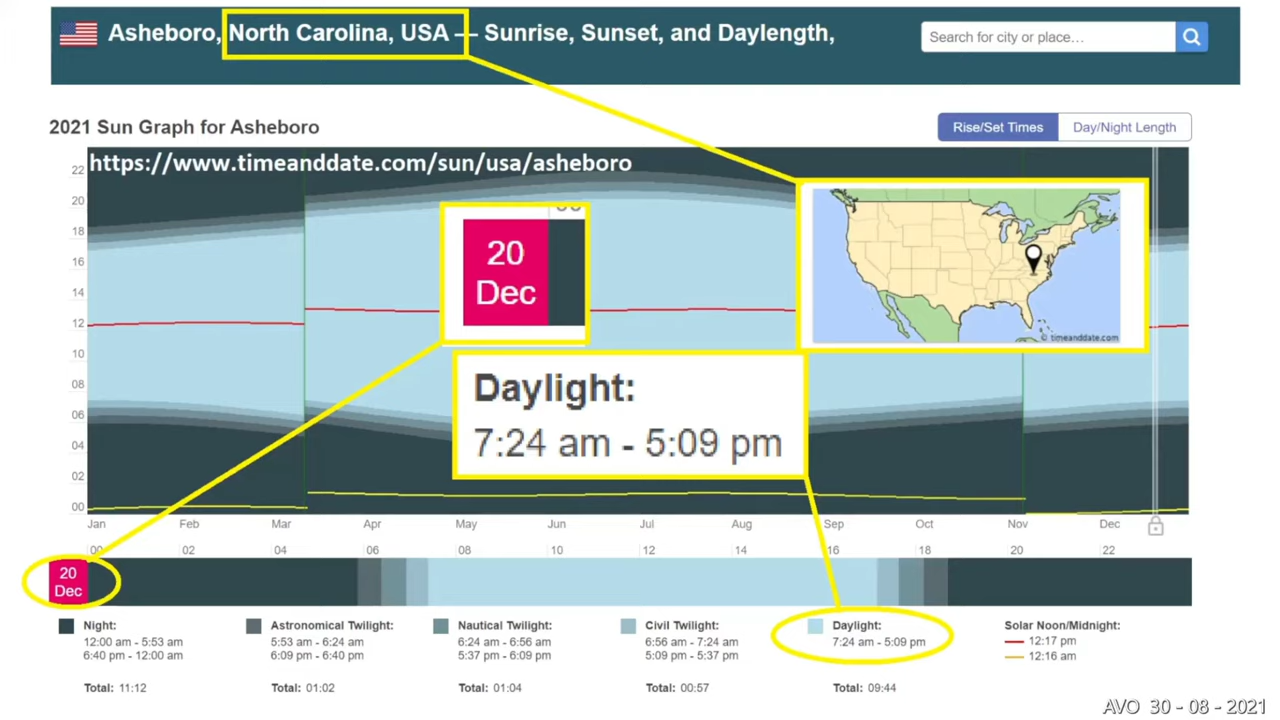 Asheboro, North Carolina, USA — Sunrise, Sunset, and Daylength,
Search for city or place...
2021 Sun Graph for Asheboro
Rise/Set Times
Day/Night Length
https://www.timeanddate.com/sun/usa/asheboro
22
20
18
16
14
12
10
08
06
04
02
00
20
Dec
© timeanddate.com
Daylight:
7:24 am - 5:09 pm
Jan Feb Mar Apr May Jun Jul Aug Sep Oct Nov Dec
00 02 04 06 08 10 12 14 16 18 20 22
20
Dec
Night:
12:00 am - 5:53 am
6:40 pm - 12:00 am
Total: 11:12
Astronomical Twilight:
5:53 am - 6:24 am
6:09 pm - 6:40 pm
Total: 01:02
Nautical Twilight:
6:24 am - 6:56 am
5:37 pm - 6:09 pm
Total: 01:04
Civil Twilight:
6:56 am - 7:24 am
5:09 pm - 5:37 pm
Total: 00:57
Daylight:
7:24 am - 5:09 pm
Total: 09:44
Solar Noon/Midnight:
12:17 pm
12:16 am
AVO 30 - 08 - 2021